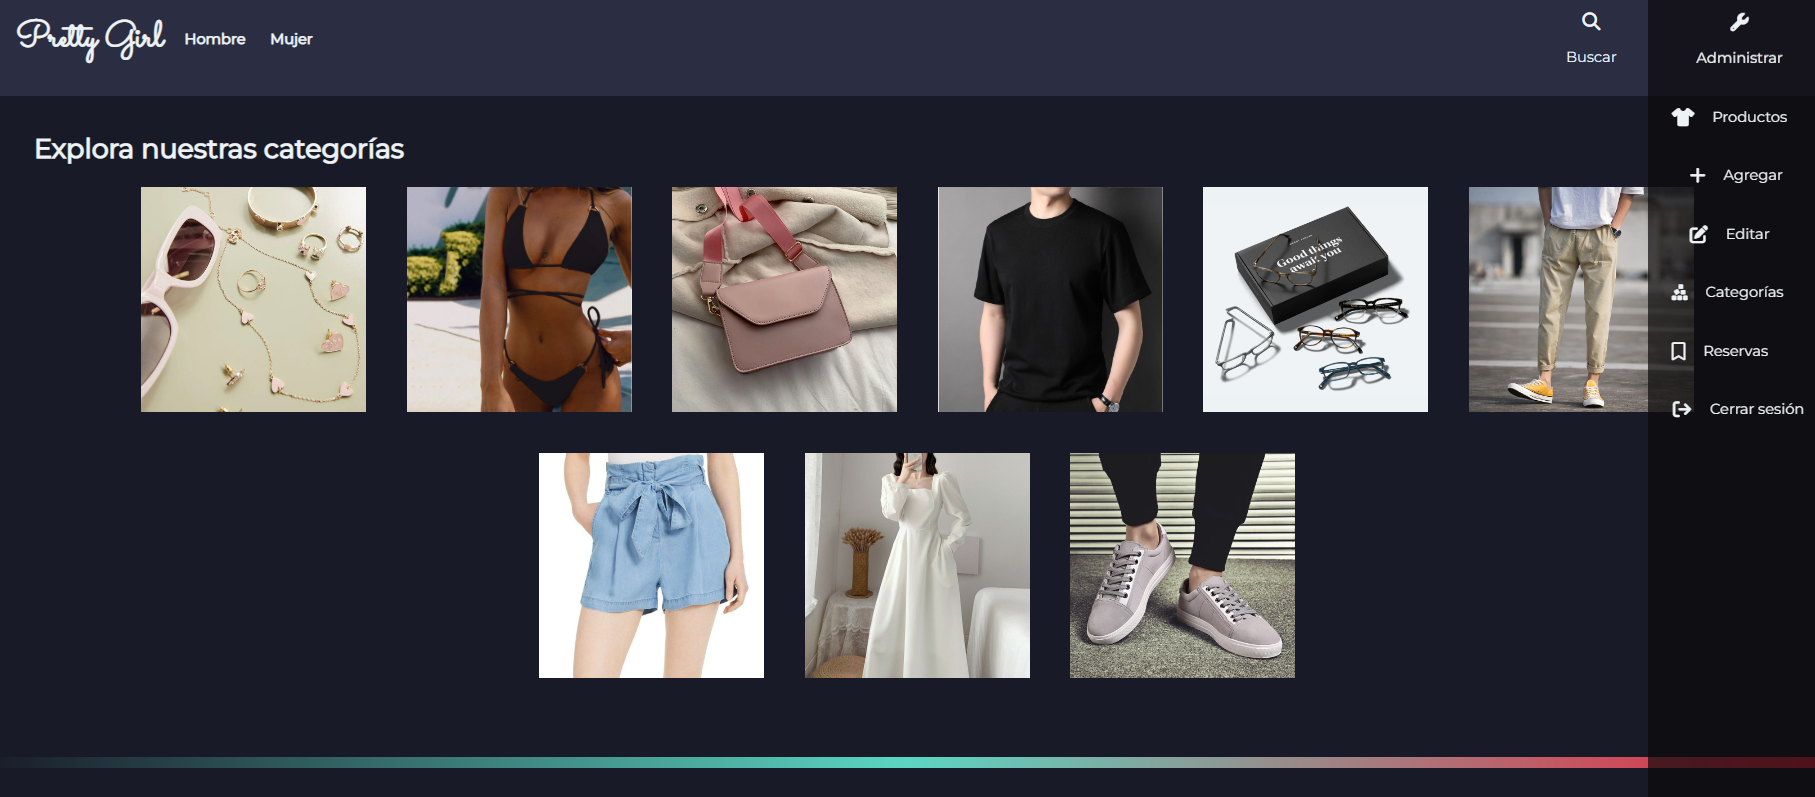 Pretty Girl
Hombre
Mujer
Buscar
Administrar
Productos
Agregar
Editar
Categorías
Reservas
Cerrar sesión
Explora nuestras categorías
Good things
await you